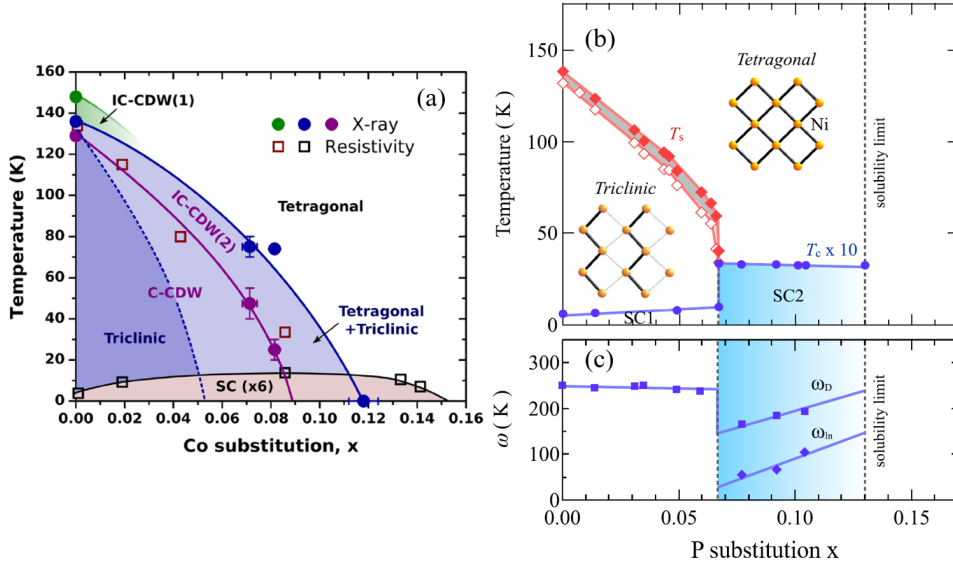 (a)
160
140
120
100
80
60
40
20
0
Temperature (K)
0.00
0.02
0.04
0.06
0.08
0.10
0.12
0.14
0.16
Co substitution, x
IC-CDW(1)
X-ray
Resistivity
Tetragonal
IC-CDW(2)
C-CDW
Triclinic
Tetragonal
+Triclinic
SC (x6)
(b)
150
100
50
0
Temperature ( K )
Tetragonal
Ni
Ts
Triclinic
solubility limit
Tc x 10
SC1
SC2
(c)
250
200
100
0
ω ( K )
ωD
ωln
solubility limit
0.00
0.05
0.10
0.15
P substitution x